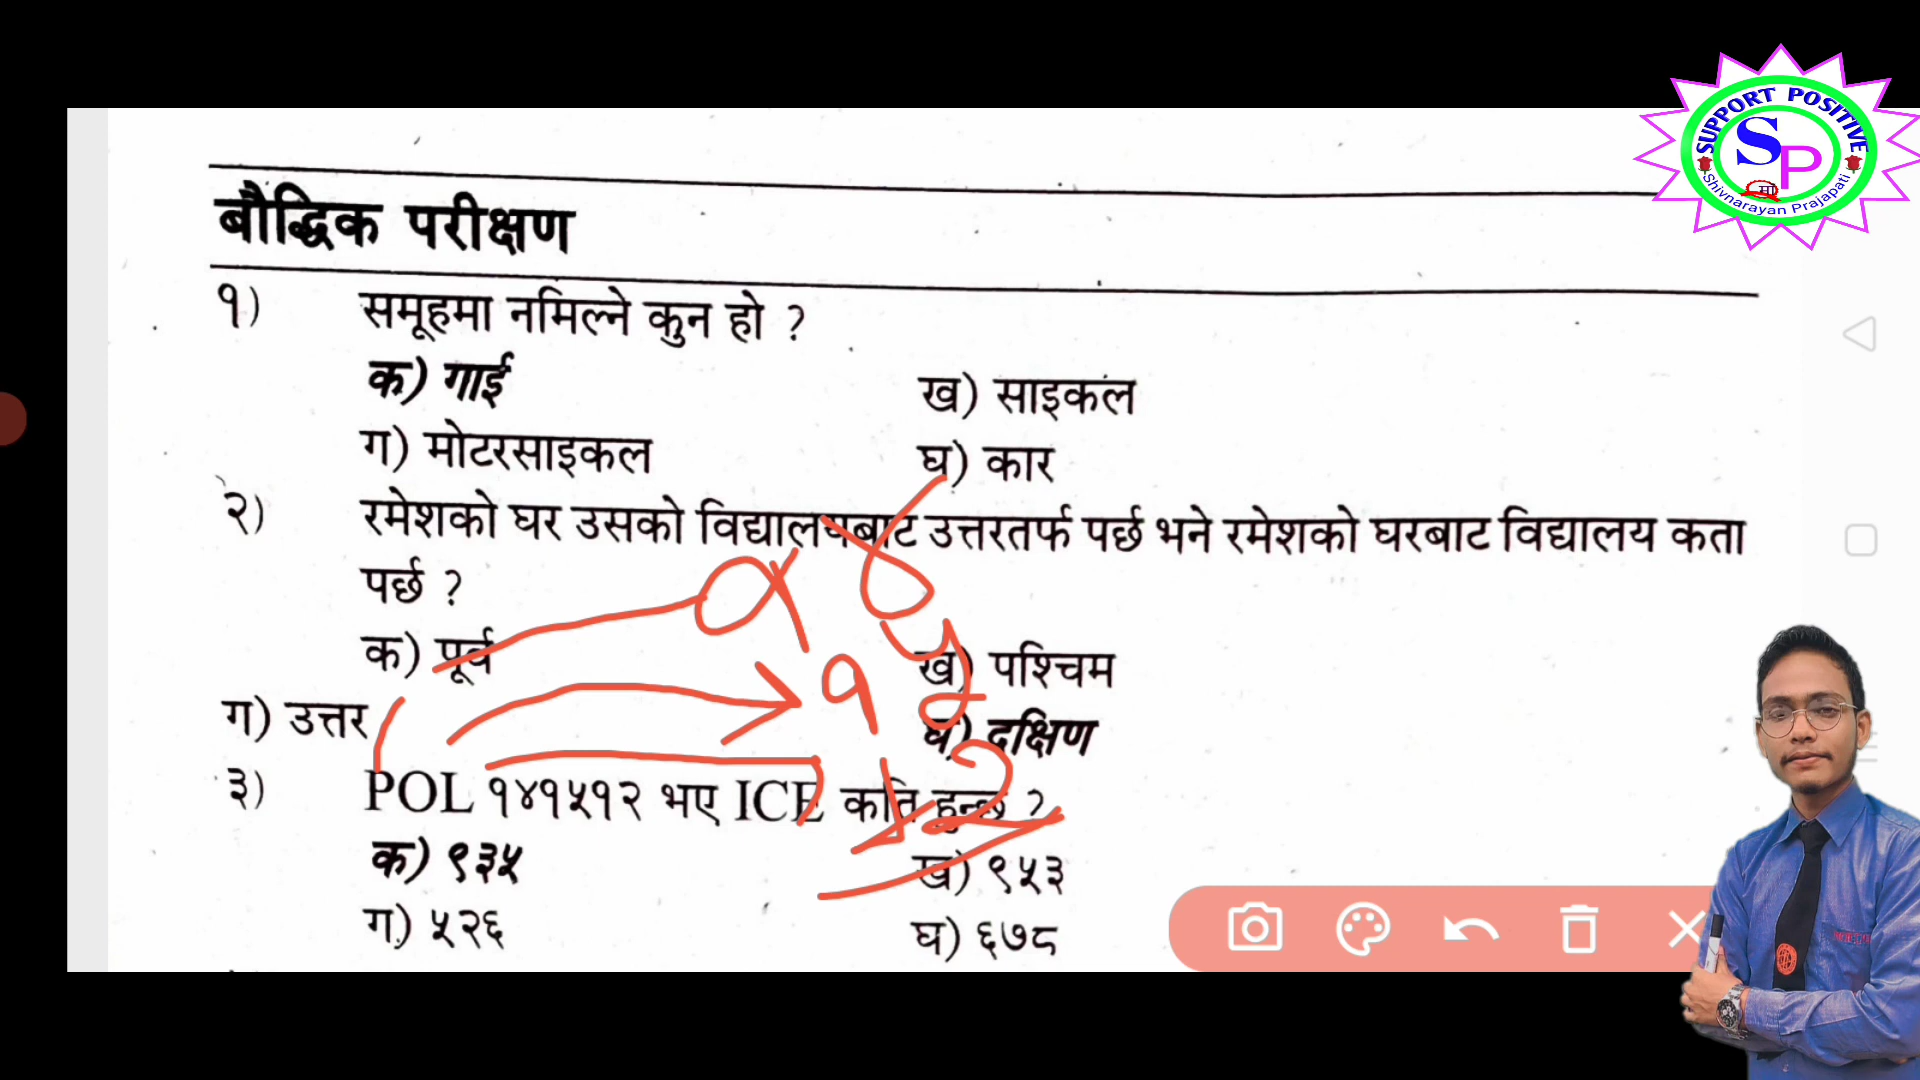 SUPPORT POSITIVE
SP
मो
Shivnarayan Prajapati
बौद्धिक परीक्षण
१) समूहमा नमिल्ने कुन हो ?
क) गाई ख) साइकल
ग) मोटरसाइकल घ) कार
२) रमेशको घर उसको विद्यालयबाट उत्तरतर्फ पर्छ भने रमेशको घरबाट विद्यालय कता
पर्छ ?
क) पूर्व ख) पश्चिम
ग) उत्तर घ) दक्षिण
३) POL १४१५१२ भए ICE कति हुन्छ ?
क) ९३५ ख) ९५३
ग) ५२६ घ) ६७८